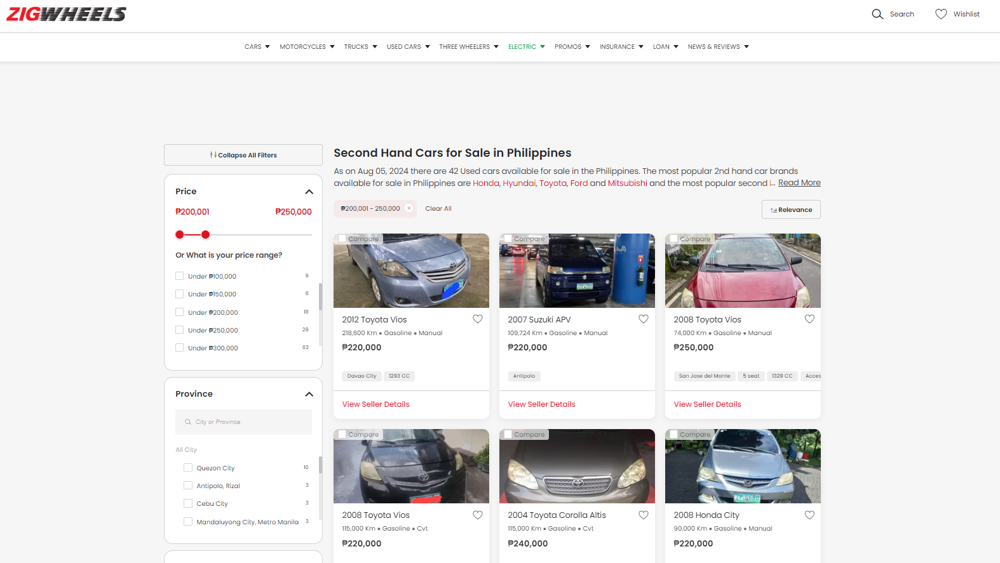 ZIGWHEELS
Search
Wishlist
CARS
MOTORCYCLES
TRUCKS
USED CARS
THREE WHEELERS
ELECTRIC
PROMOS
INSURANCE
LOAN
NEWS & REVIEWS
Collapse All Filters
Price
₱200,001
₱250,000
Or What is your price range?
Under ₱100,000 9
Under ₱150,000 6
Under ₱200,000 18
Under ₱250,000 29
Under ₱300,000 63
Province
City or Province
All City
Quezon City 10
Antipolo, Rizal 3
Cebu City 3
Mandaluyong City, Metro Manila 3
Second Hand Cars for Sale in Philippines
As on Aug 05, 2024 there are 42 Used cars available for sale in the Philippines. The most popular 2nd hand car brands
available for sale in Philippines are Honda, Hyundai, Toyota, Ford and Mitsubishi and the most popular second l... Read More
₱200,001 - 250,000
Clear All
Relevance
Compare
2012 Toyota Vios
218,600 Km • Gasoline • Manual
₱220,000
Davao City 1293 CC
View Seller Details
Compare
2007 Suzuki APV
109,724 Km • Gasoline • Manual
₱220,000
Antipolo
View Seller Details
Compare
2008 Toyota Vios
74,000 Km • Gasoline • Manual
₱250,000
San Jose del Monte 5 seat 1329 CC Acces
View Seller Details
Compare
2008 Toyota Vios
115,000 Km • Gasoline • Cvt
₱220,000
Compare
2004 Toyota Corolla Altis
115,000 Km • Gasoline • Cvt
₱240,000
Compare
2008 Honda City
90,000 Km • Gasoline • Manual
₱220,000